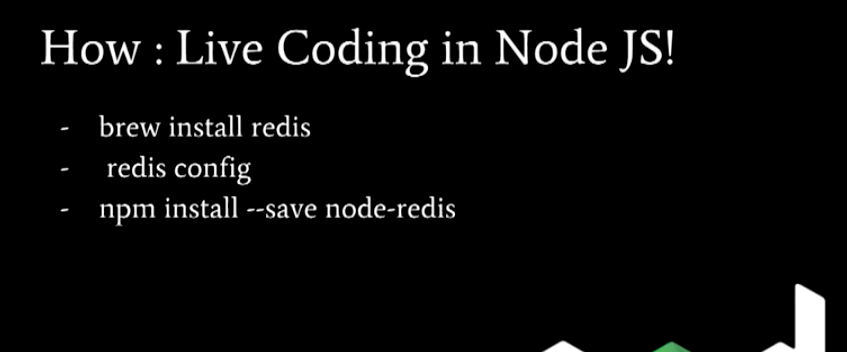 How : Live Coding in Node JS!
- brew install redis
- redis config
- npm install --save node-redis